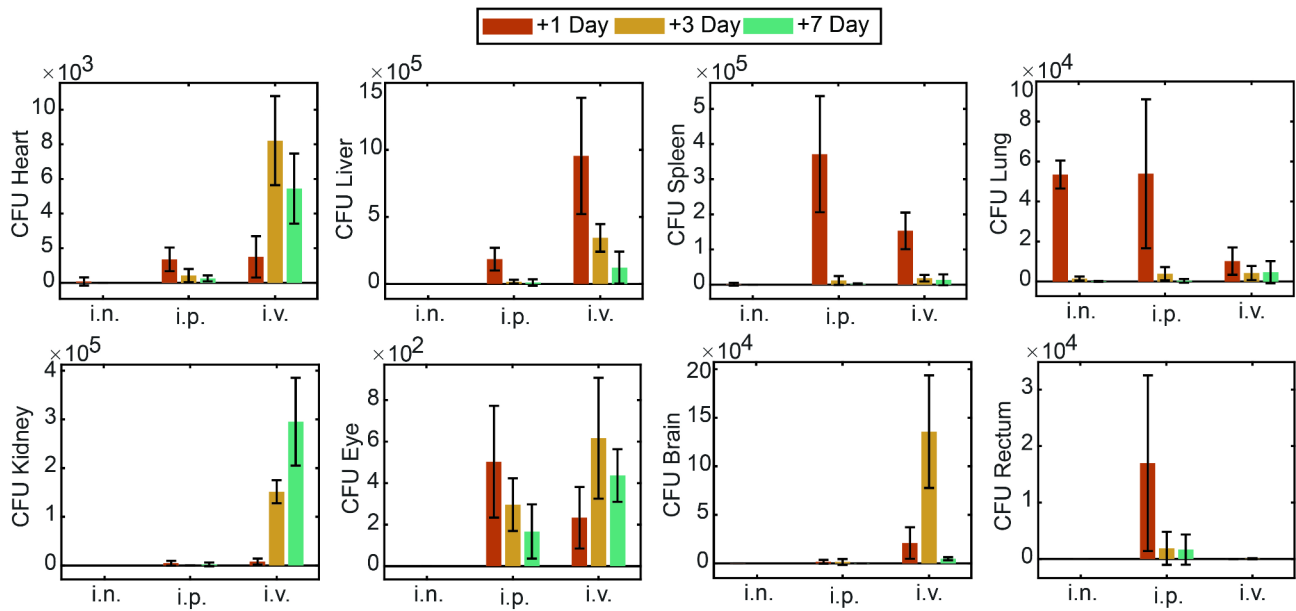 +1 Day +3 Day +7 Day
×10³
10
8
6
5
0
CFU Heart
i.n. i.p. i.v.
×10⁵
15
10
5
0
CFU Liver
i.n. i.p. i.v.
×10⁵
5
4
3
2
1
0
CFU Spleen
i.n. i.p. i.v.
×10⁴
10
8
6
4
2
0
CFU Lung
i.n. i.p. i.v.
×10⁵
4
3
2
1
0
CFU Kidney
i.n. i.p. i.v.
×10²
8
6
4
2
0
CFU Eye
i.n. i.p. i.v.
×10⁴
20
15
10
5
0
CFU Brain
i.n. i.p. i.v.
×10⁴
3
2
1
0
CFU Rectum
i.n. i.p. i.v.